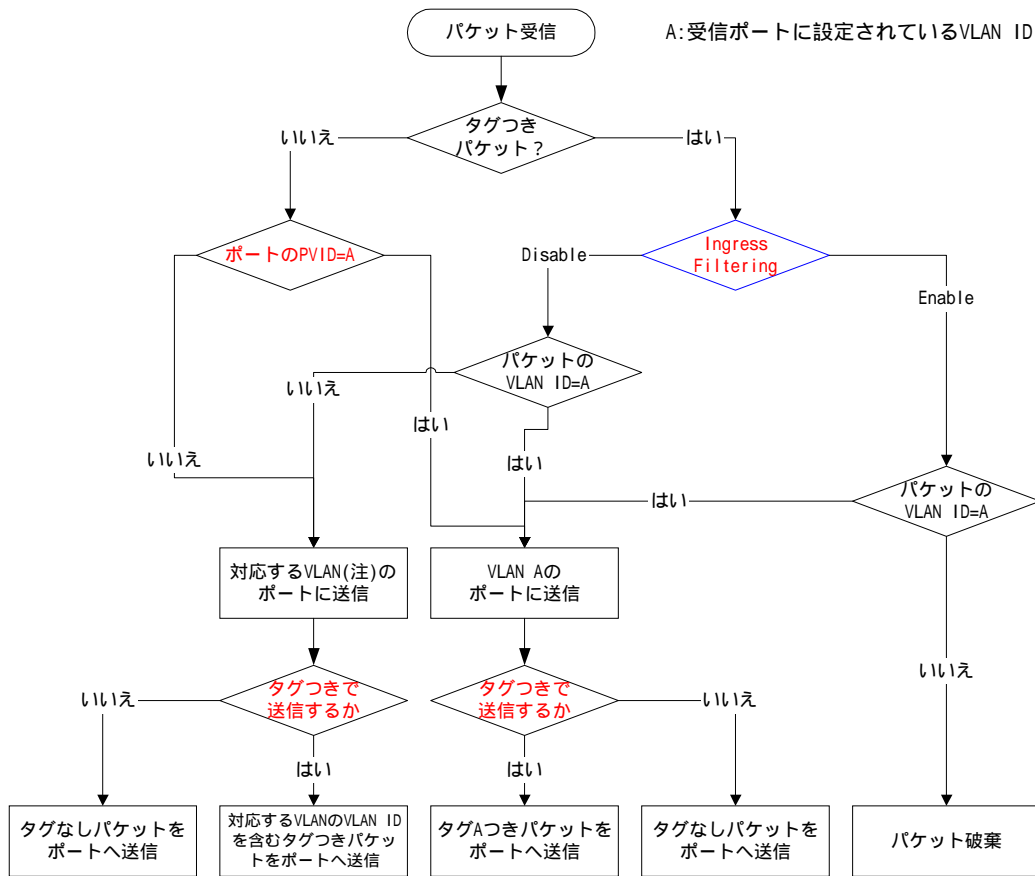 パケット受信
A:受信ポートに設定されているVLAN ID
タグつき
パケット?
いいえ
はい
ポートのPVID=A
Ingress
Filtering
Disable
Enable
パケットの
VLAN ID=A
いいえ
はい
はい
いいえ
はい
パケットの
VLAN ID=A
対応するVLAN(注)の
ポートに送信
VLAN Aの
ポートに送信
いいえ
タグつきで
送信するか
いいえ
はい
タグつきで
送信するか
いいえ
はい
タグなしパケットを
ポートへ送信
対応するVLANのVLAN ID
を含むタグつきパケッ
トをポートへ送信
タグAつきパケットを
ポートへ送信
タグなしパケットを
ポートへ送信
パケット破棄